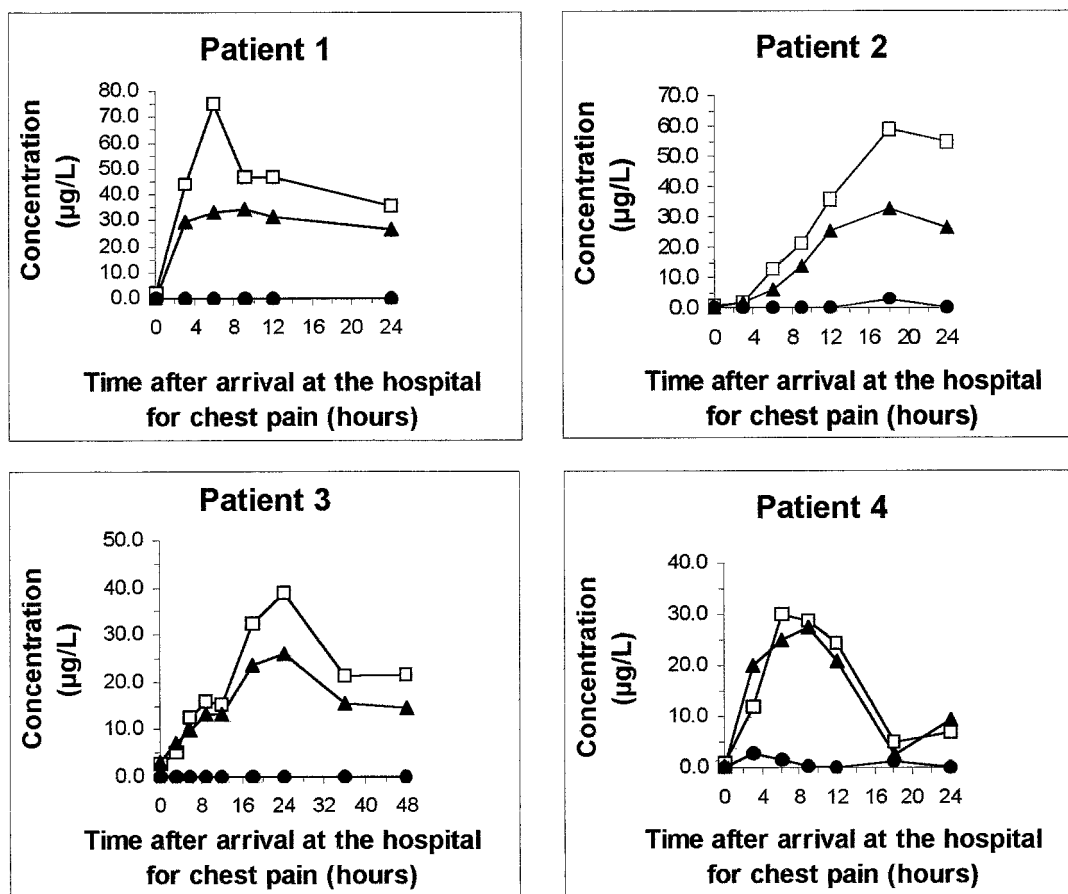 Patient 1
Concentration
(µg/L)
80.0
70.0
60.0
50.0
40.0
30.0
20.0
10.0
0.0
0 4 8 12 16 20 24
Time after arrival at the hospital
for chest pain (hours)
Patient 2
Concentration
(µg/L)
70.0
60.0
50.0
40.0
30.0
20.0
10.0
0.0
0 4 8 12 16 20 24
Time after arrival at the hospital
for chest pain (hours)
Patient 3
Concentration
(µg/L)
50.0
40.0
30.0
20.0
10.0
0.0
0 8 16 24 32 40 48
Time after arrival at the hospital
for chest pain (hours)
Patient 4
Concentration
(µg/L)
40.0
30.0
20.0
10.0
0.0
0 4 8 12 16 20 24
Time after arrival at the hospital
for chest pain (hours)